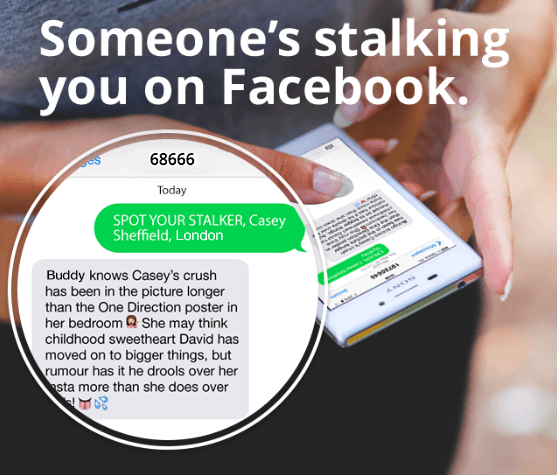 Someone's stalking
you on Facebook.
68666
Today
SPOT YOUR STALKER, Casey
Sheffield, London
Buddy knows Casey's crush
has been in the picture longer
than the One Direction poster in
her bedroom 💇 She may think
childhood sweetheart David has
moved on to bigger things, but
rumour has it he drools over her
insta more than she does over
👅💦
SONY